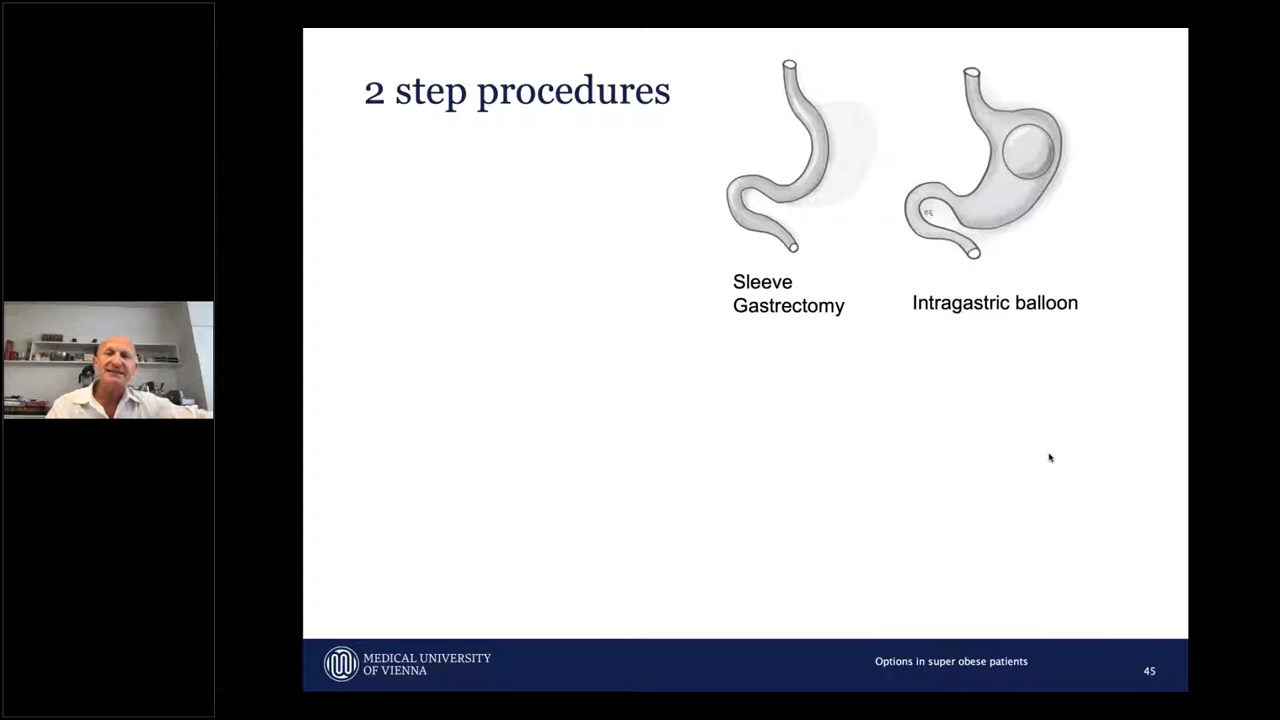 2 step procedures
Sleeve
Gastrectomy
Intragastric balloon
MEDICAL UNIVERSITY
OF VIENNA
Options in super obese patients
45